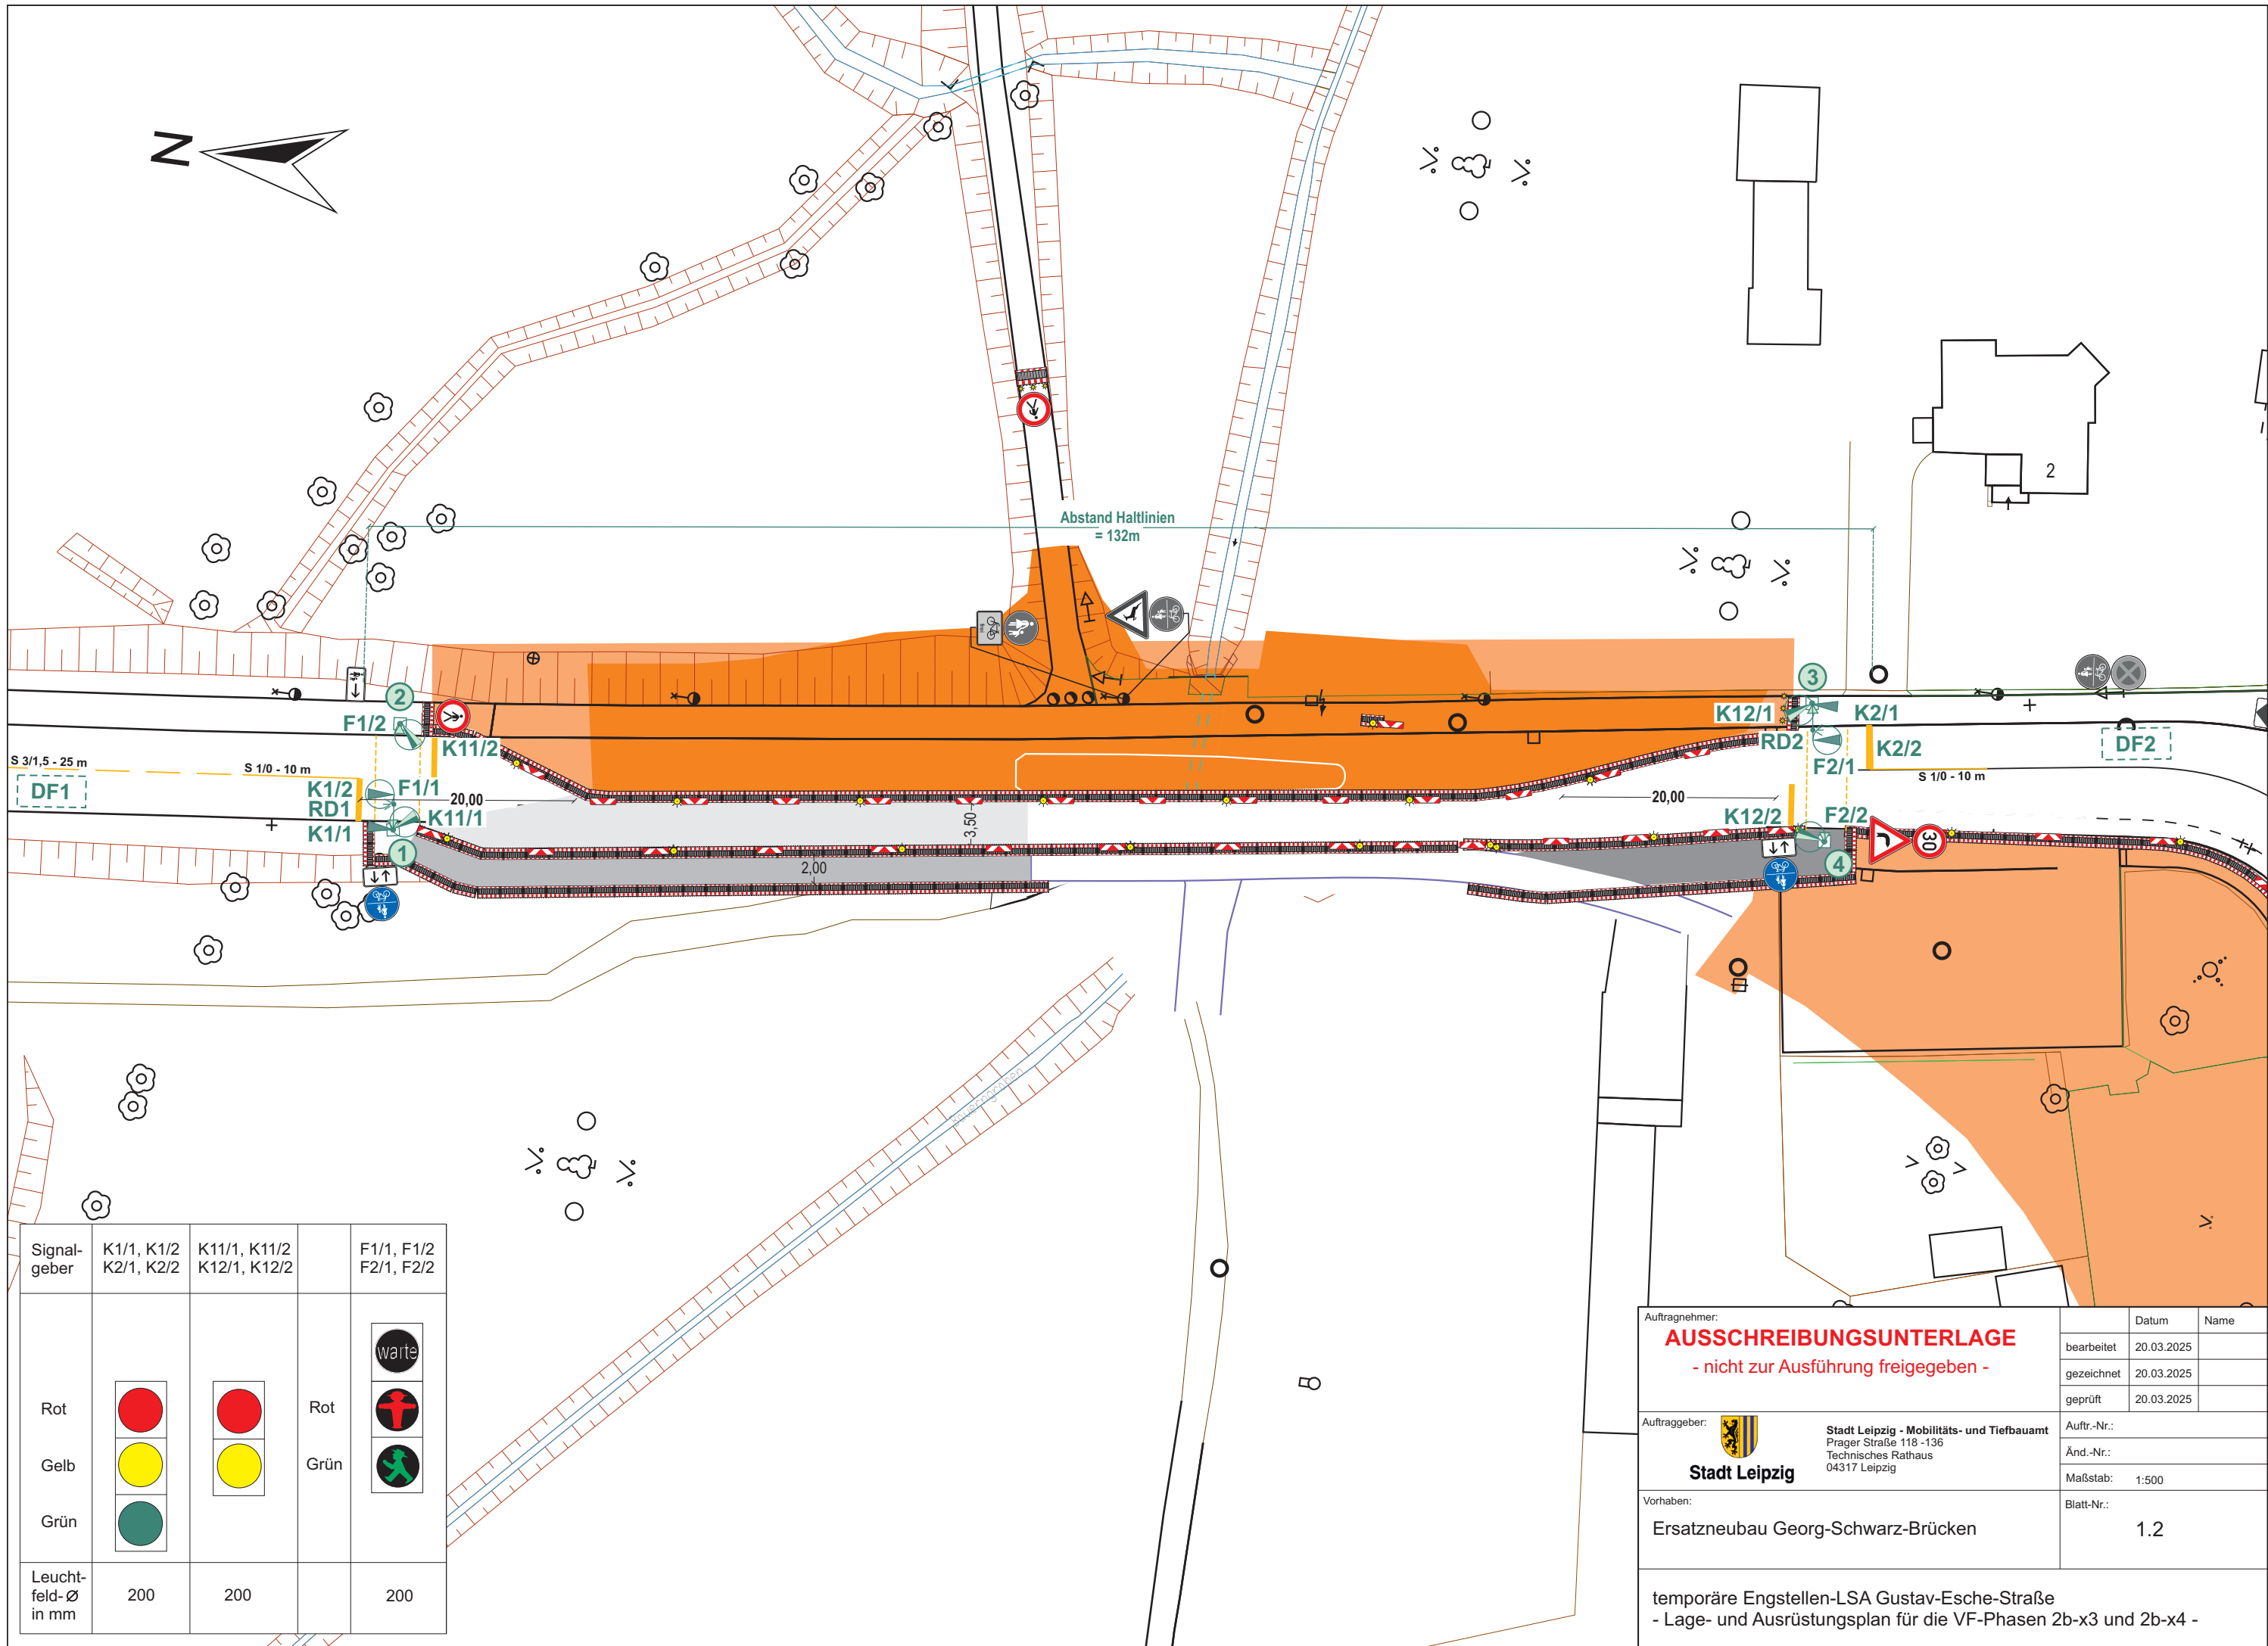 N
Abstand Haltlinien
= 132m
2
2
F1/2
K11/2
S 3/1,5 - 25 m
S 1/0 - 10 m
DF1
K1/2
F1/1
RD1
K1/1
K11/1
20,00
1
3,50
2,00
3
K12/1
K2/1
RD2
K2/2
F2/1
DF2
S 1/0 - 10 m
20,00
K12/2
F2/2
30
4
Bauerngraben
Signal-
geber
K1/1, K1/2
K2/1, K2/2
K11/1, K11/2
K12/1, K12/2
F1/1, F1/2
F2/1, F2/2
warte
Rot
Rot
Gelb
Grün
Grün
Leucht-
feld-Ø
in mm
200
200
200
Auftragnehmer:
AUSSCHREIBUNGSUNTERLAGE
- nicht zur Ausführung freigegeben -
Datum
Name
bearbeitet
20.03.2025
gezeichnet
20.03.2025
geprüft
20.03.2025
Auftraggeber:
Stadt Leipzig
Stadt Leipzig - Mobilitäts- und Tiefbauamt
Prager Straße 118 -136
Technisches Rathaus
04317 Leipzig
Auftr.-Nr.:
Änd.-Nr.:
Maßstab:
1:500
Vorhaben:
Ersatzneubau Georg-Schwarz-Brücken
Blatt-Nr.:
1.2
temporäre Engstellen-LSA Gustav-Esche-Straße
- Lage- und Ausrüstungsplan für die VF-Phasen 2b-x3 und 2b-x4 -